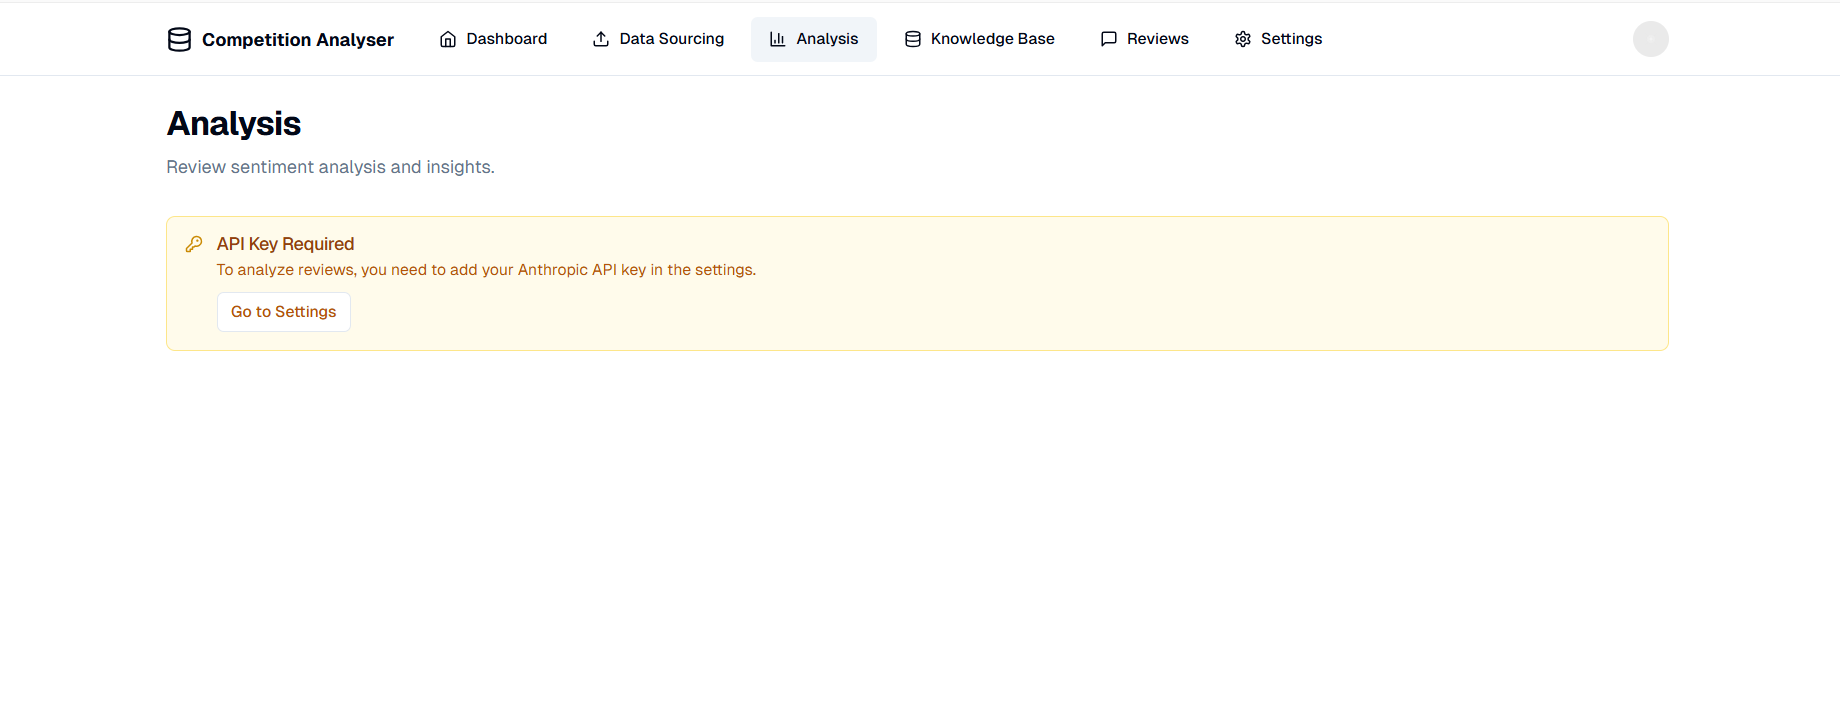 Competition Analyser
Dashboard
Data Sourcing
Analysis
Knowledge Base
Reviews
Settings
Analysis
Review sentiment analysis and insights.
API Key Required
To analyze reviews, you need to add your Anthropic API key in the settings.
Go to Settings